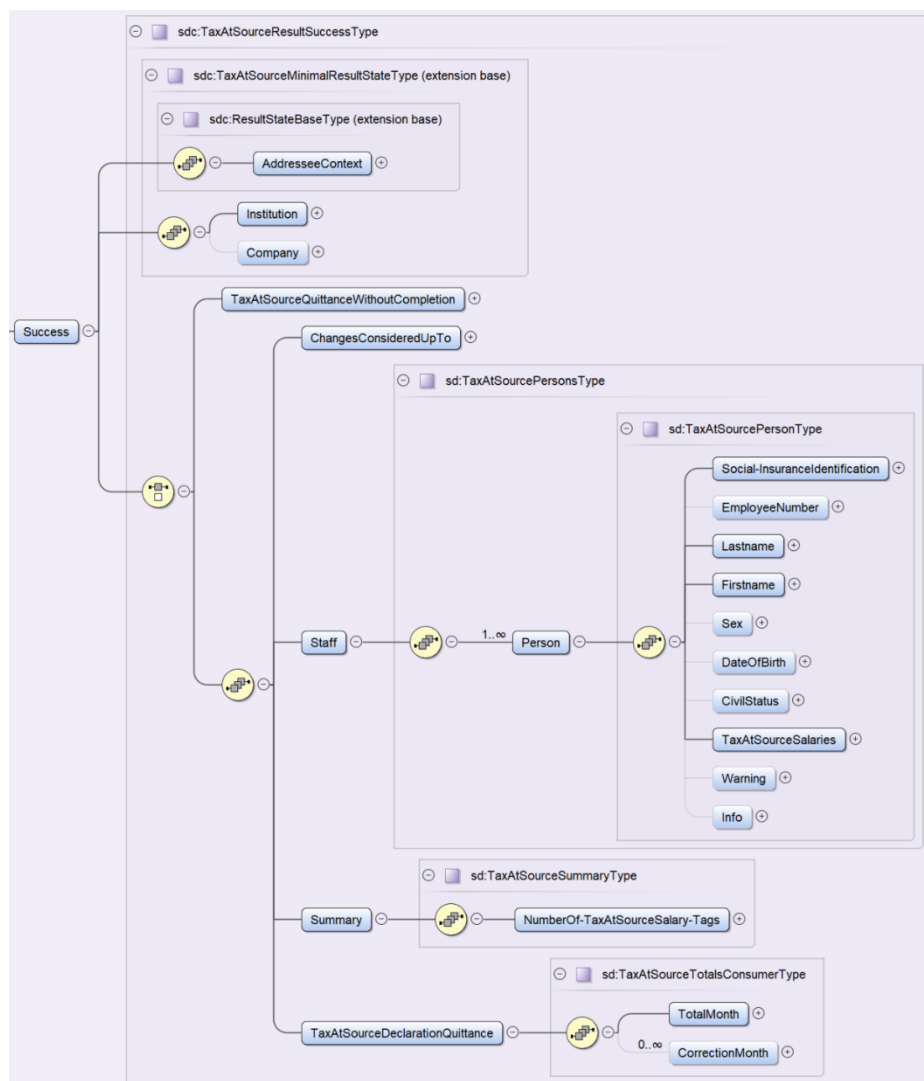 sdc:TaxAtSourceResultSuccessType
sdc:TaxAtSourceMinimalResultStateType (extension base)
sdc:ResultStateBaseType (extension base)
AddresseeContext
Institution
Company
TaxAtSourceQuittanceWithoutCompletion
Success
ChangesConsideredUpTo
sd:TaxAtSourcePersonsType
sd:TaxAtSourcePersonType
Social-InsuranceIdentification
EmployeeNumber
Lastname
Firstname
Staff
1..∞
Person
Sex
DateOfBirth
CivilStatus
TaxAtSourceSalaries
Warning
Info
sd:TaxAtSourceSummaryType
Summary
NumberOf-TaxAtSourceSalary-Tags
sd:TaxAtSourceTotalsConsumerType
TotalMonth
TaxAtSourceDeclarationQuittance
0..∞
CorrectionMonth